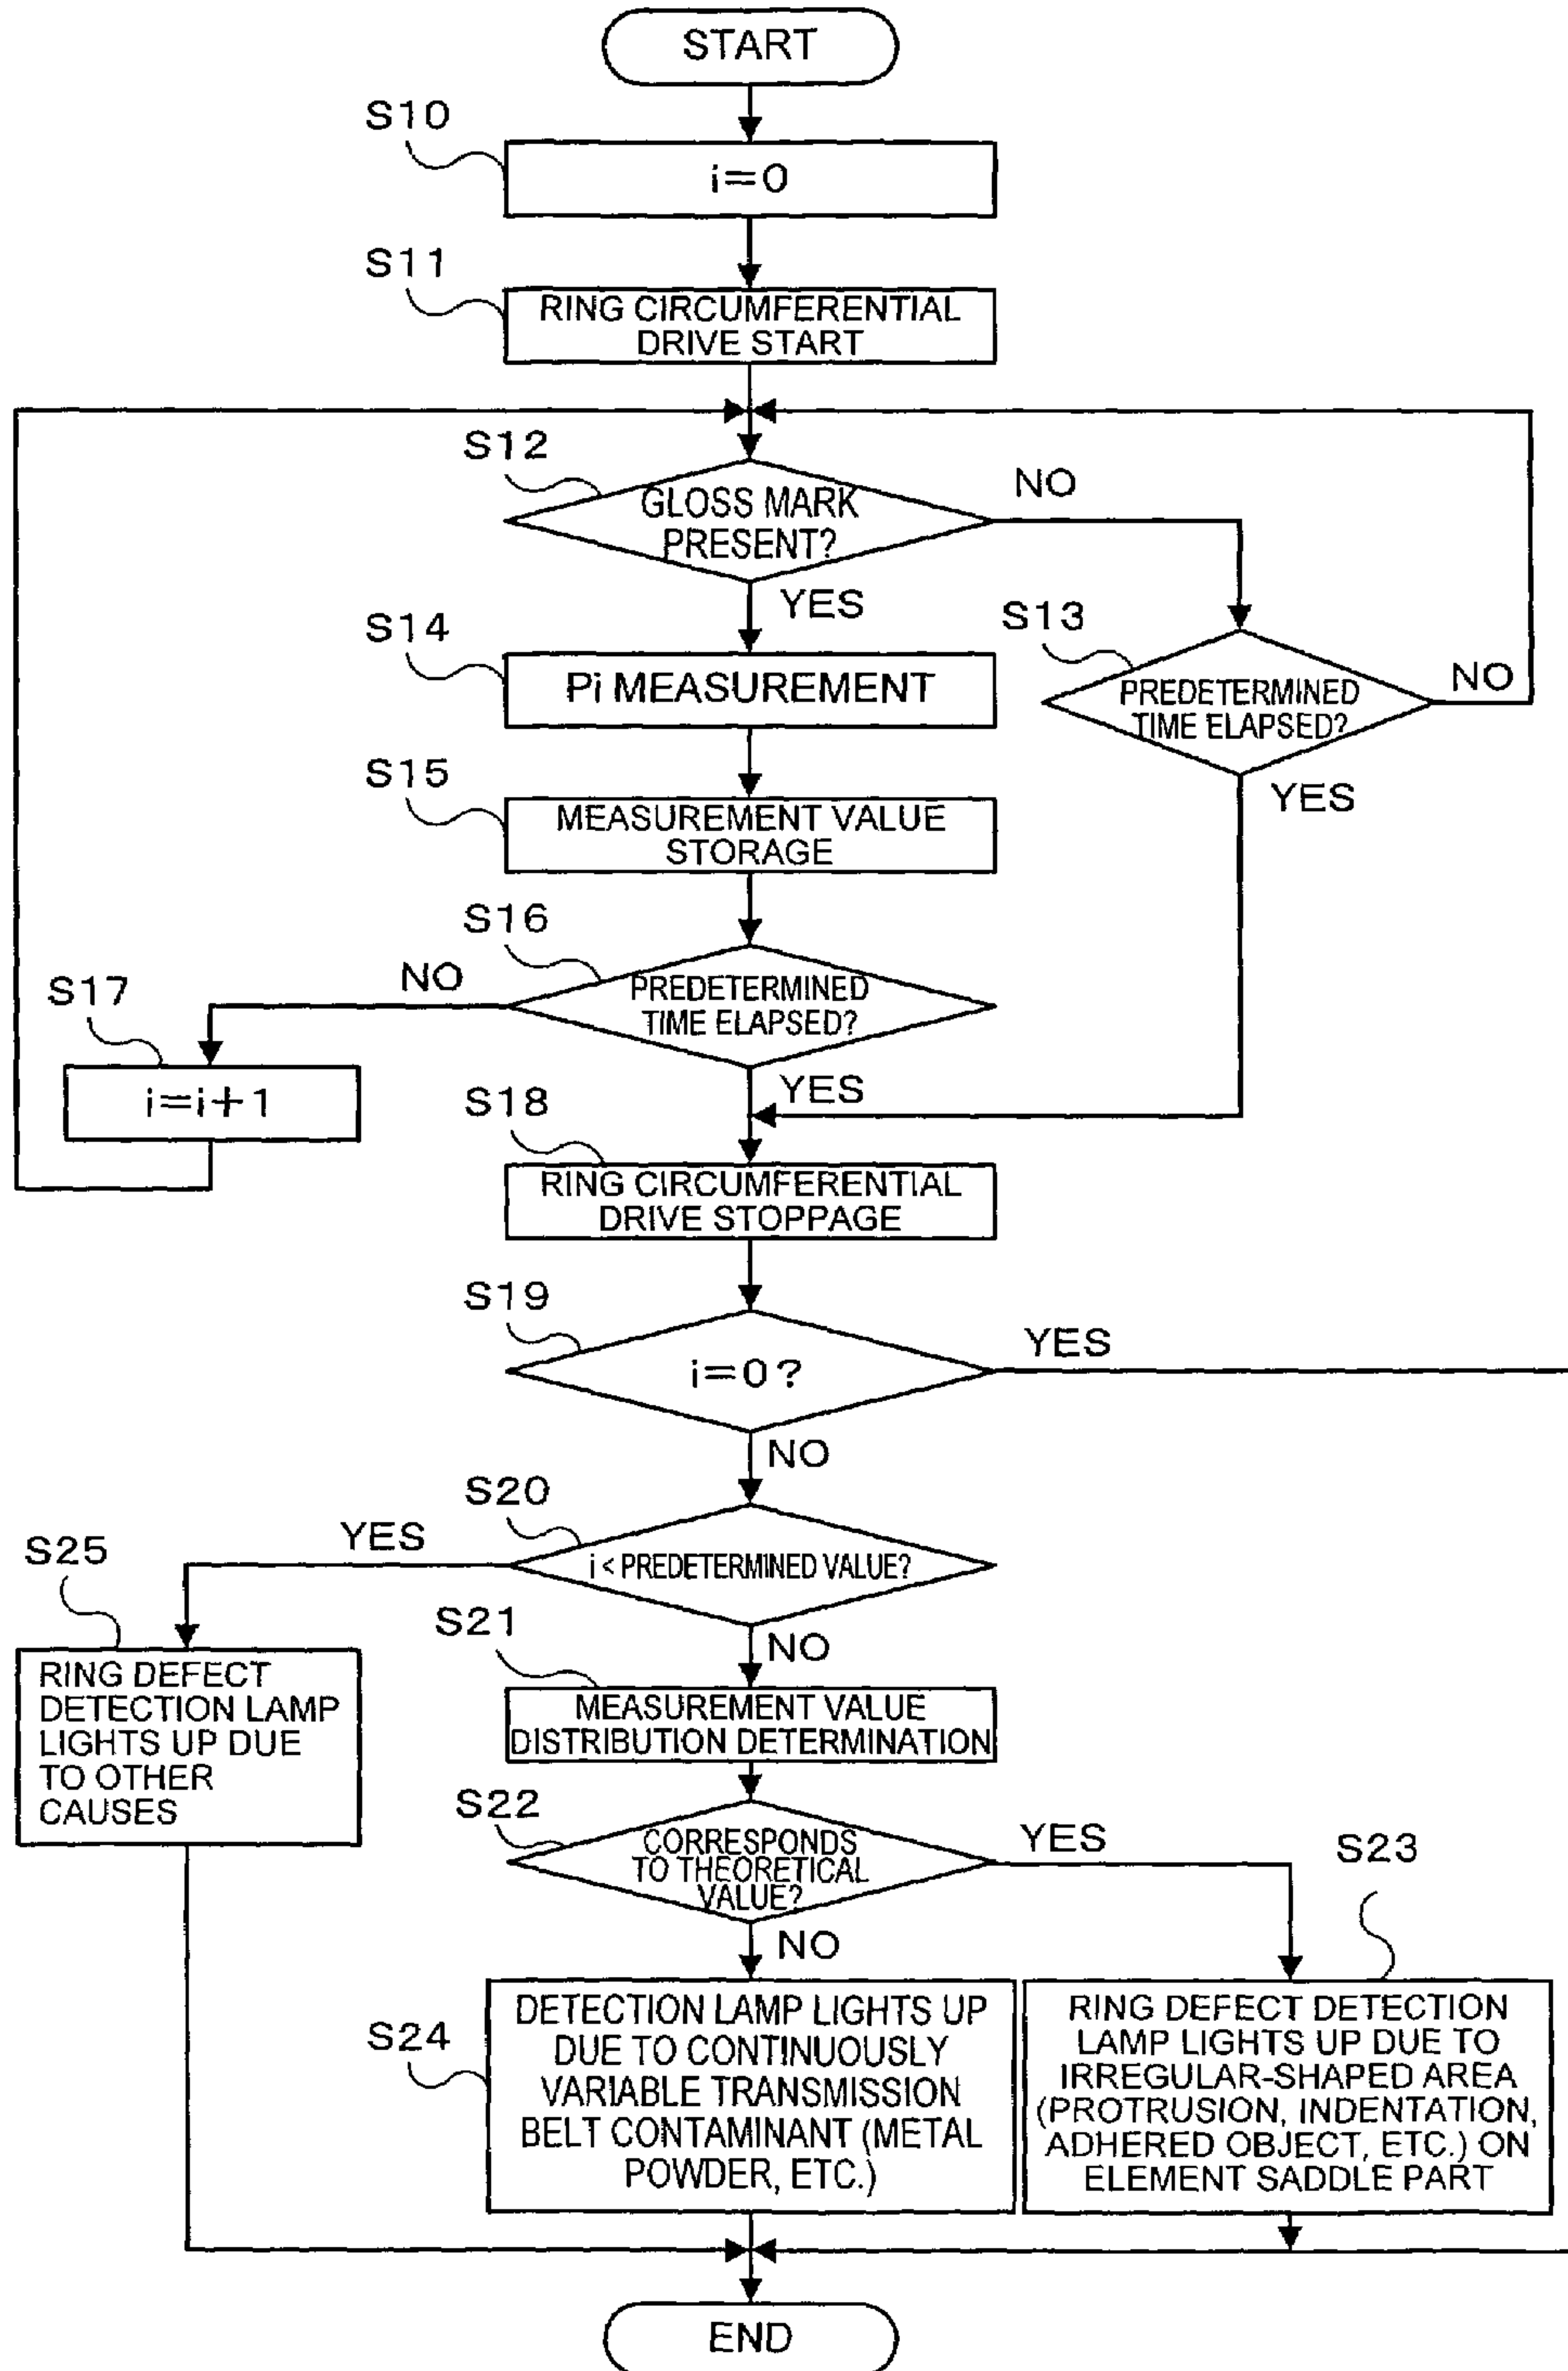 START
S10
i=0
S11
RING CIRCUMFERENTIAL
DRIVE START
S12
GLOSS MARK
PRESENT?
NO
YES
S13
PREDETERMINED
TIME ELAPSED?
NO
YES
S14
Pi MEASUREMENT
S15
MEASUREMENT VALUE
STORAGE
S16
PREDETERMINED
TIME ELAPSED?
NO
YES
S17
i=i+1
S18
RING CIRCUMFERENTIAL
DRIVE STOPPAGE
S19
i=0?
YES
NO
S20
i < PREDETERMINED VALUE?
YES
NO
S25
RING DEFECT
DETECTION LAMP
LIGHTS UP DUE
TO OTHER
CAUSES
S21
MEASUREMENT VALUE
DISTRIBUTION DETERMINATION
S22
CORRESPONDS
TO THEORETICAL
VALUE?
YES
NO
S23
RING DEFECT DETECTION
LAMP LIGHTS UP DUE TO
IRREGULAR-SHAPED AREA
(PROTRUSION, INDENTATION,
ADHERED OBJECT, ETC.) ON
ELEMENT SADDLE PART
S24
DETECTION LAMP LIGHTS UP
DUE TO CONTINUOUSLY
VARIABLE TRANSMISSION
BELT CONTAMINANT (METAL
POWDER, ETC.)
END